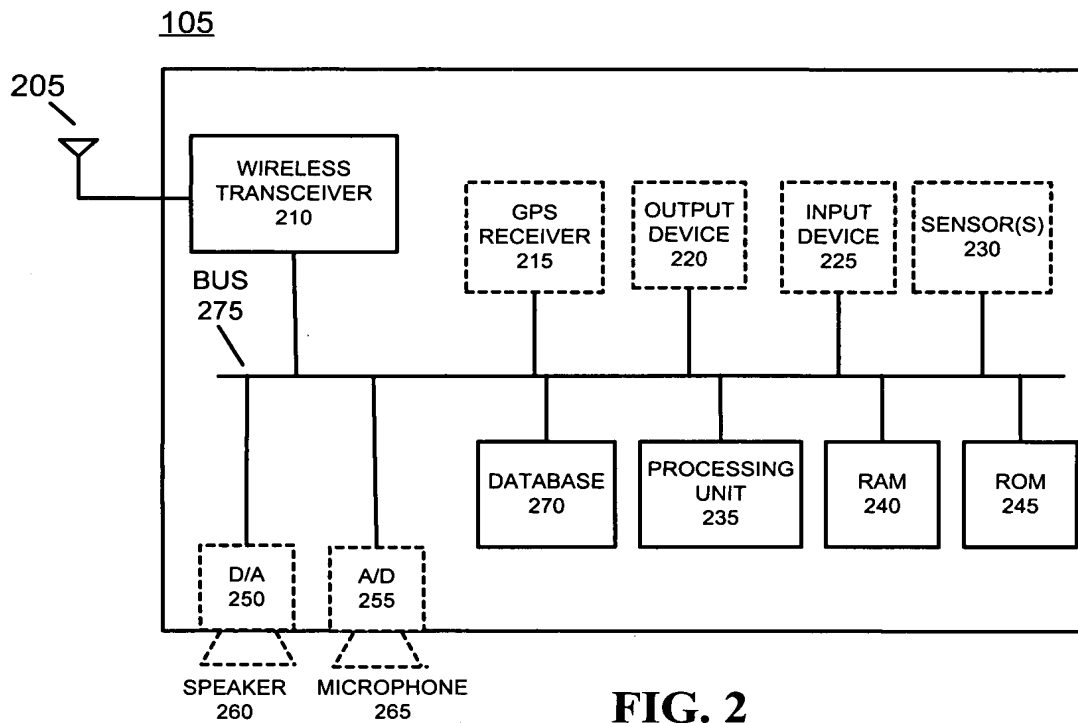 105
205
WIRELESS
TRANSCEIVER
210
GPS
RECEIVER
215
OUTPUT
DEVICE
220
INPUT
DEVICE
225
SENSOR(S)
230
BUS
275
DATABASE
270
PROCESSING
UNIT
235
RAM
240
ROM
245
D/A
250
A/D
255
SPEAKER
260
MICROPHONE
265
FIG. 2